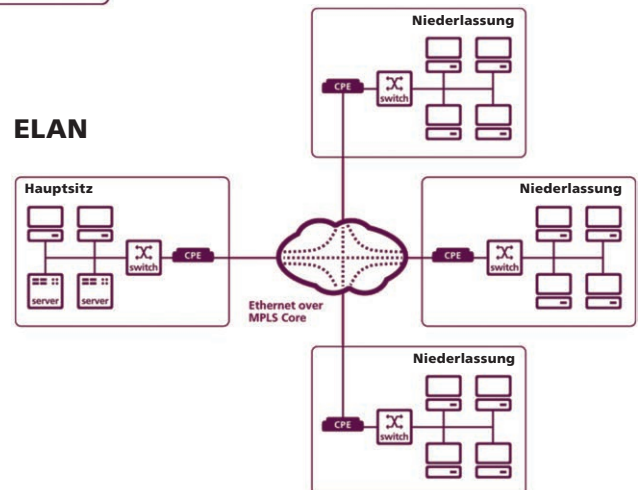 Niederlassung
CPE
switch
ELAN
Hauptsitz
switch
CPE
server
server
Ethernet over
MPLS Core
Niederlassung
CPE
switch
Niederlassung
CPE
switch